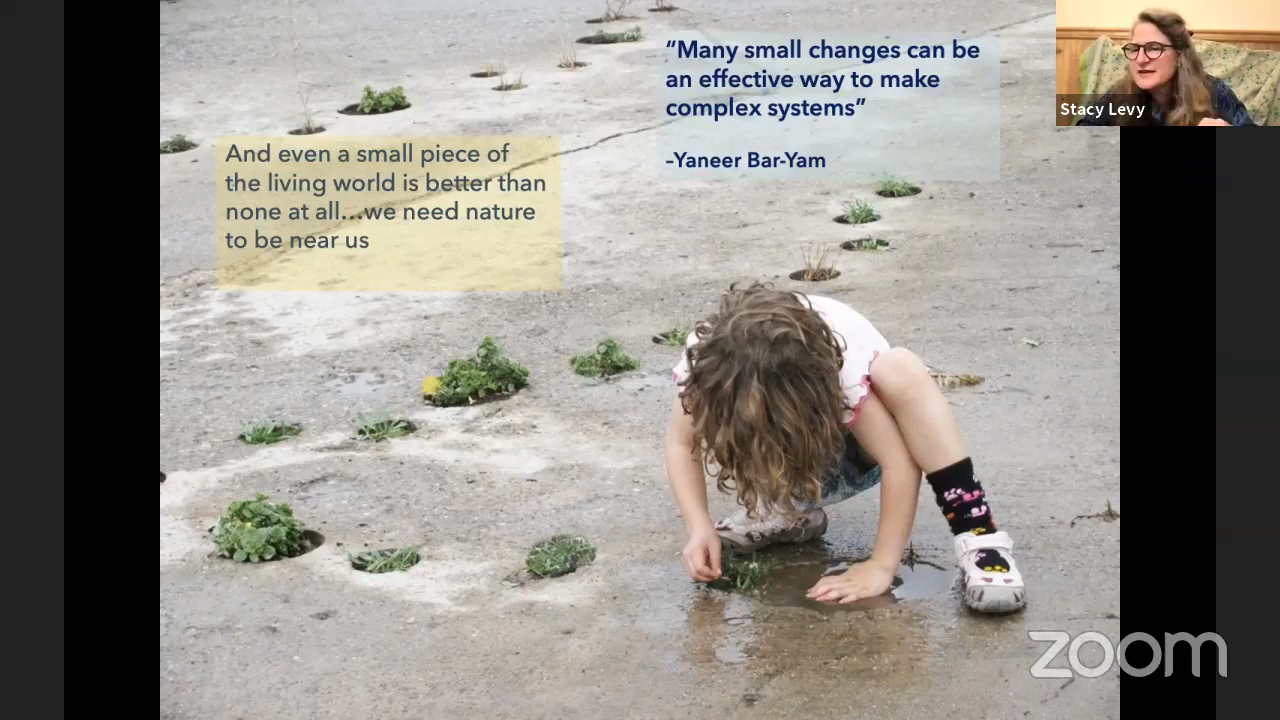 “Many small changes can be
an effective way to make
complex systems”
–Yaneer Bar-Yam
And even a small piece of
the living world is better than
none at all...we need nature
to be near us
Stacy Levy
zoom